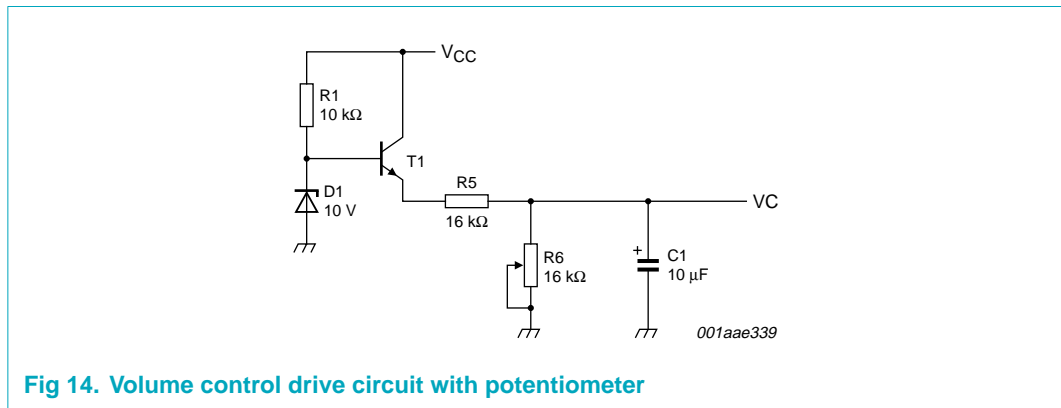 VCC
R1
10 kΩ
T1
D1
10 V
R5
16 kΩ
VC
R6
16 kΩ
+
C1
10 μF
001aae339
Fig 14. Volume control drive circuit with potentiometer